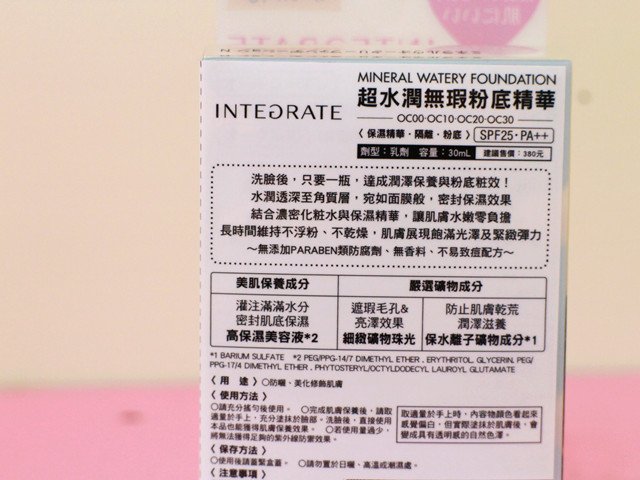 肌にいい
INTEGRATE
MINERAL WATERY FOUNDATION
超水潤無瑕粉底精華
OC00·OC10·OC20·OC30
〈保濕精華·隔離·粉底〉 SPF25·PA++
劑型：乳劑 容量：30mL 建議售價：380元
洗臉後，只要一瓶，達成潤澤保養與粉底粧效！
水潤透深至角質層，宛如面膜般，密封保濕效果
結合濃密化粧水與保濕精華，讓肌膚水嫩零負擔
長時間維持不浮粉、不乾燥，肌膚展現飽滿光澤及緊緻彈力
～無添加PARABEN類防腐劑、無香料、不易致痘配方～
美肌保養成分 嚴選礦物成分
灌注滿滿水分 遮瑕毛孔& 防止肌膚乾荒
密封肌底保濕 亮澤效果 潤澤滋養
高保濕美容液*2 細緻礦物珠光 保水離子礦物成分*1
*1 BARIUM SULFATE *2 PEG/PPG-14/7 DIMETHYL ETHER . ERYTHRITOL. GLYCERIN. PEG/
PPG-17/4 DIMETHYL ETHER . PHYTOSTERYL/OCTYLDODECYL LAUROYL GLUTAMATE
〈用 途〉○防曬、美化修飾肌膚
〈使用方法〉
○請充分搖勻後使用。 ○完成肌膚保養後，請取
適量於手上，充分塗抹於臉部。洗臉後，直接使用
本品也能獲得肌膚保養效果。 ○若使用量過少，
將無法獲得足夠的紫外線防禦效果。
取適量於手上時，內容物顏色看起來
感覺偏白，但實際塗抹於肌膚後，會
變成具有透明感的自然色澤。
〈保存方法〉
○使用後請蓋緊盒蓋。 ○請勿置於日曬、高溫或潮濕處。
〈注意事項〉